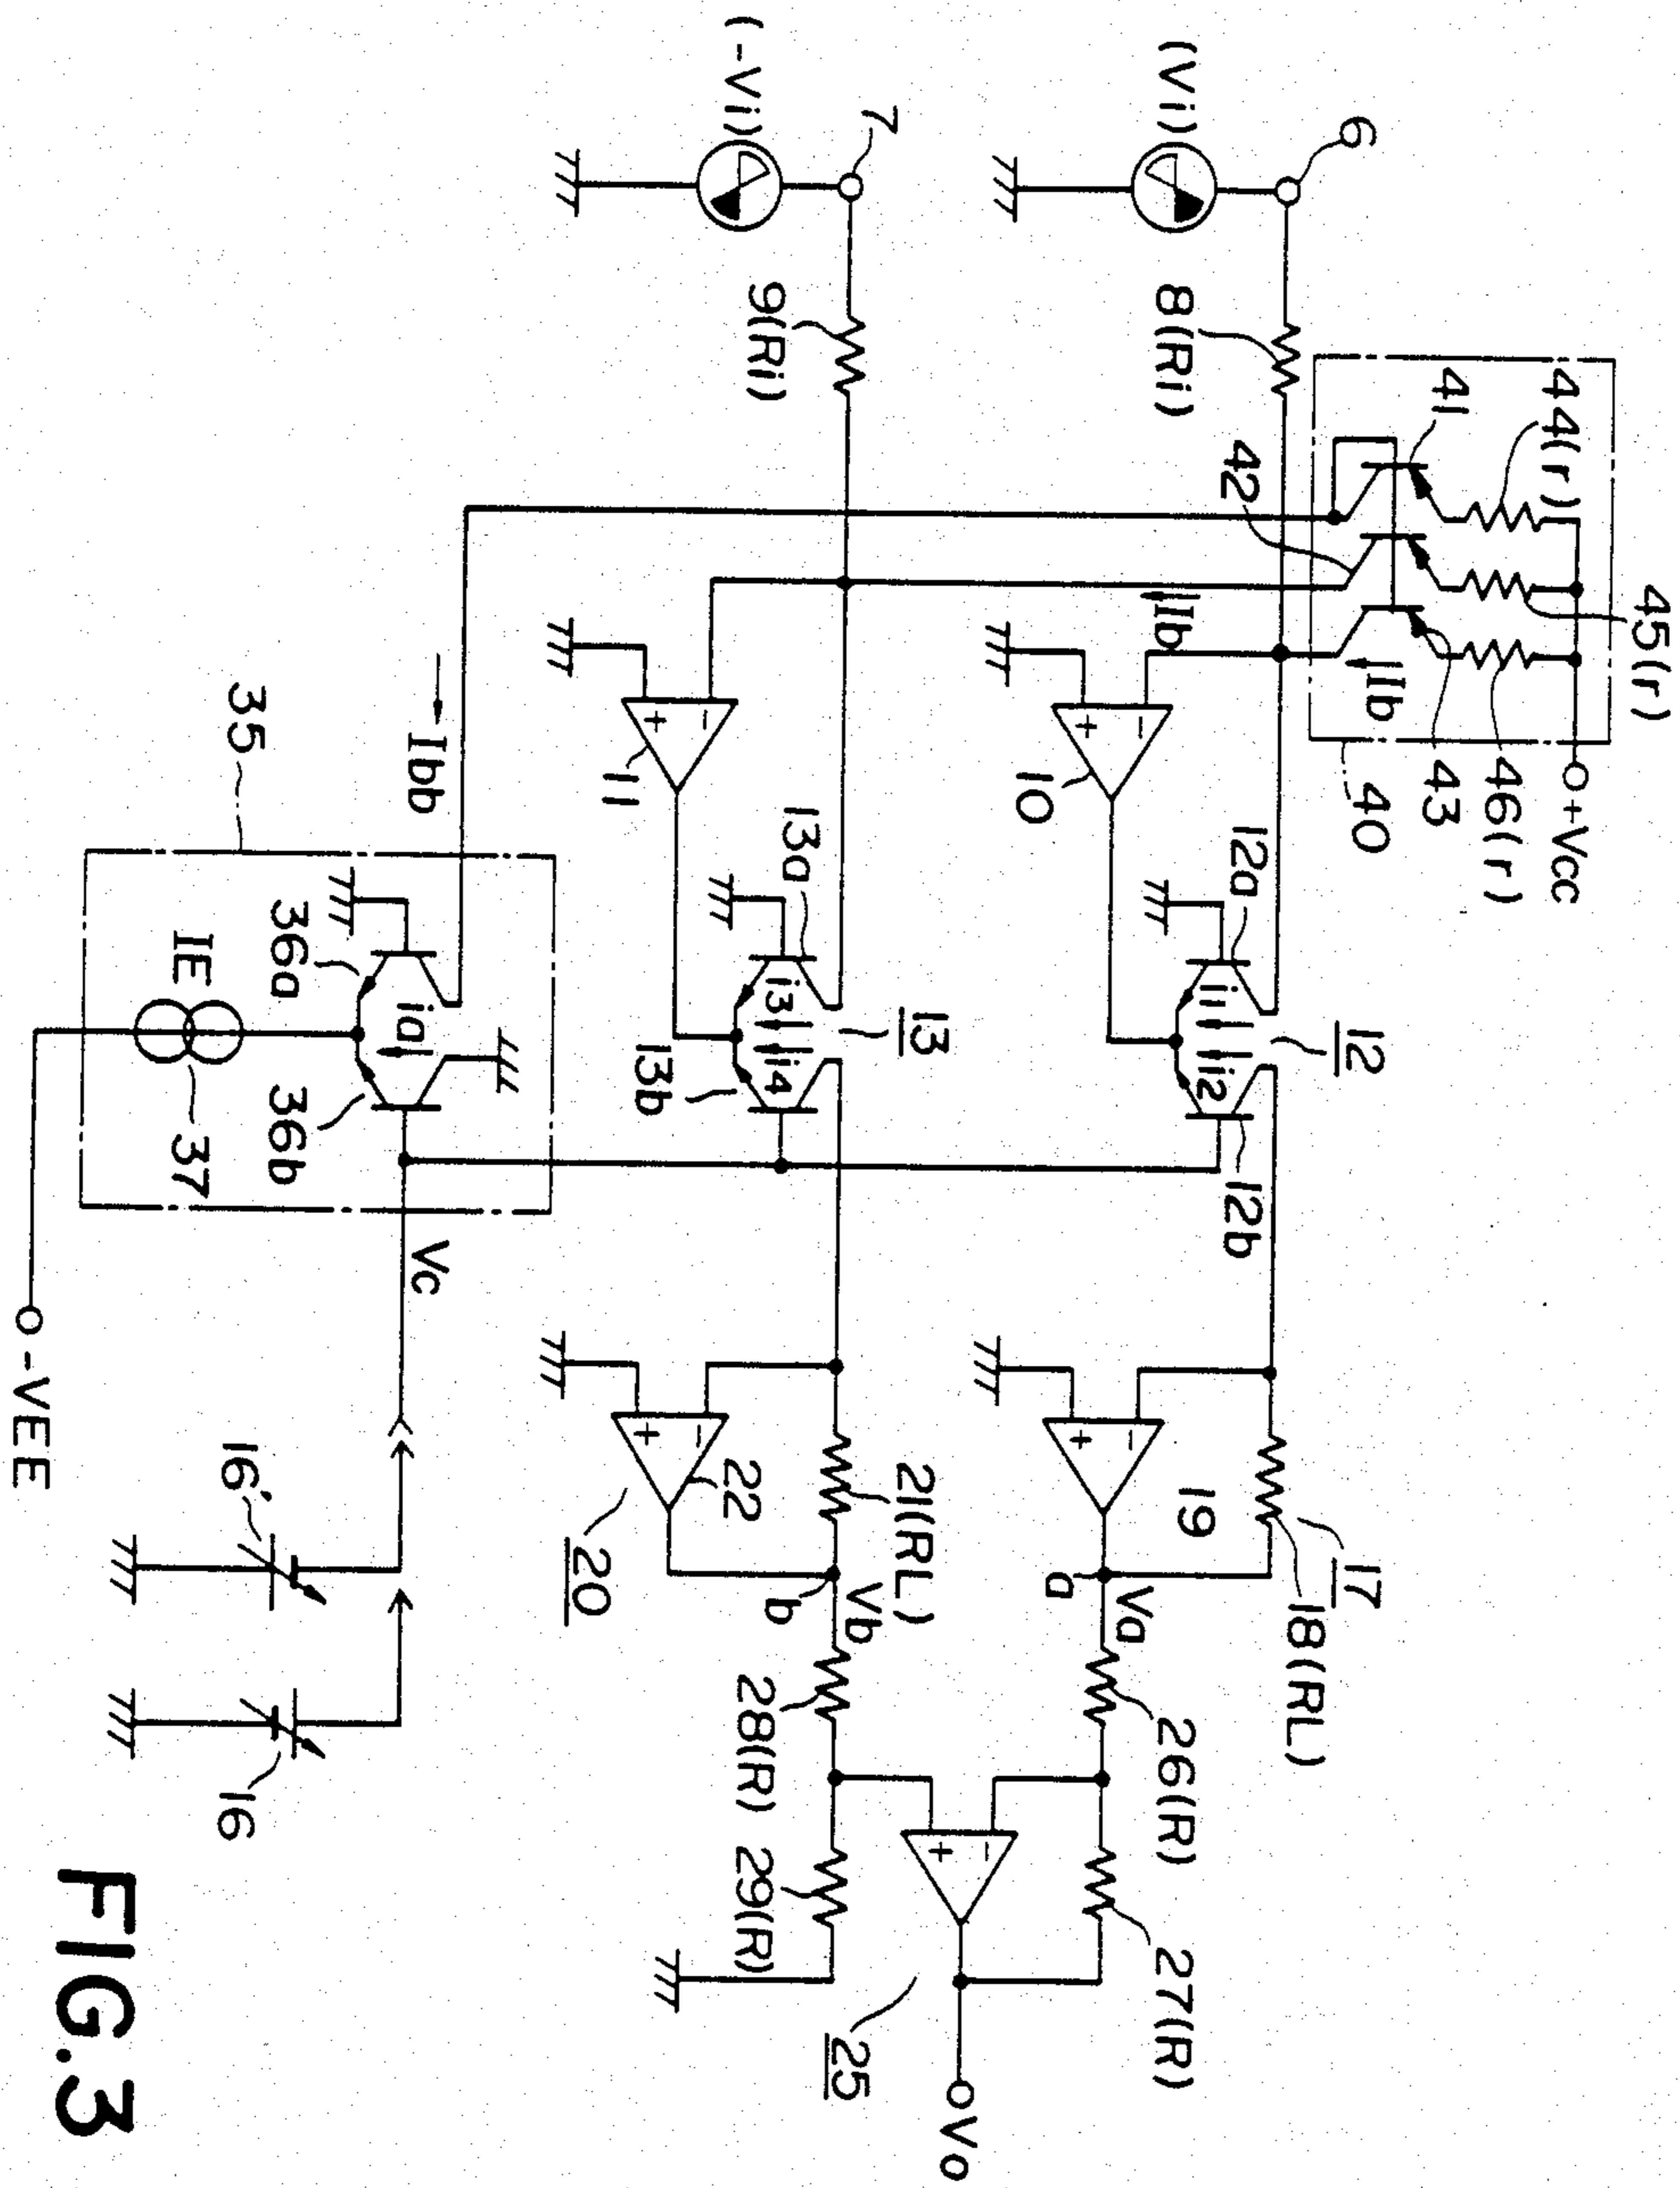 45(r)
44(r)
46(r)
+Vcc
41
43
40
Ib
42
Ib
6
8(Ri)
(Vi)
12a
12
i1
i2
12b
10
-
+
17
18(RL)
19
-
+
a
Va
26(R)
27(R)
7
9(Ri)
(-Vi)
13a
13
i3
i4
13b
11
-
+
21(RL)
22
-
+
20
b
Vb
28(R)
29(R)
-
+
25
Vo
Ibb
35
36a
ia
36b
IE
37
Vc
-VEE
16'
16
FIG.3